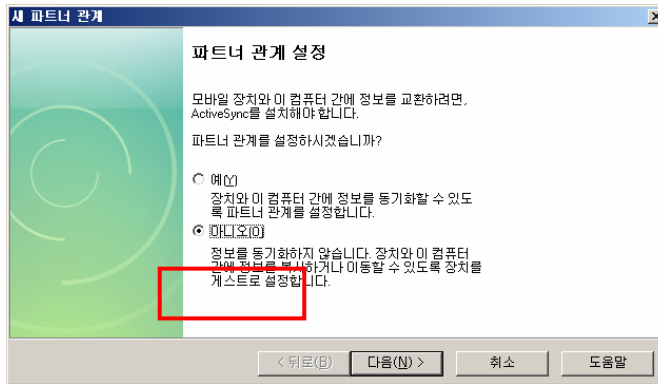 새 파트너 관계
파트너 관계 설정
모바일 장치와 이 컴퓨터 간에 정보를 교환하려면,
ActiveSync를 설치해야 합니다.
파트너 관계를 설정하시겠습니까?
예(Y)
장치와 이 컴퓨터 간에 정보를 동기화할 수 있도
록 파트너 관계를 설정합니다.
아니오(O)
정보를 동기화하지 않습니다. 장치와 이 컴퓨터
간에 정보를 복사하거나 이동할 수 있도록 장치를
게스트로 설정합니다.
< 뒤로(B) 다음(N) > 취소 도움말